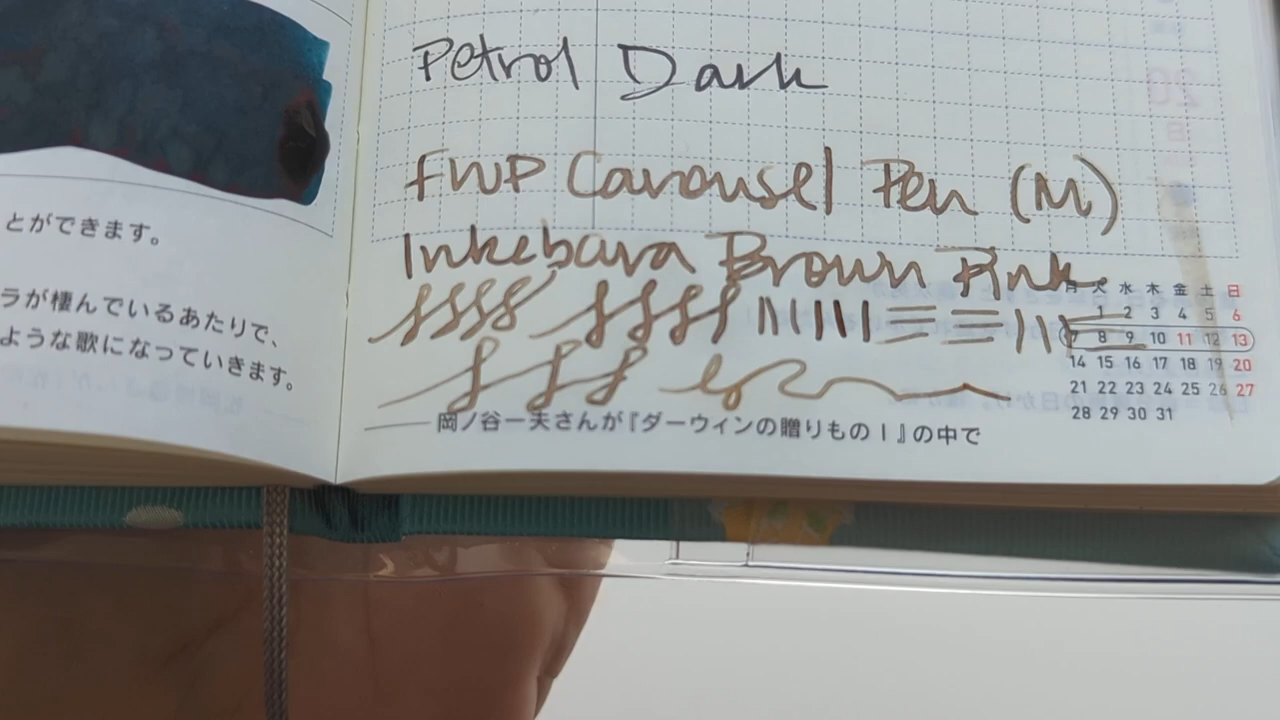 とができます。
ラが棲んでいるあたりで、
ような歌になっていきます。
Petrol Dark
FWP Carousel Pen (M)
Inkebara Brown Pink
月 火 水 木 金 土 日
1 2 3 4 5 6
7 8 9 10 11 12 13
14 15 16 17 18 19 20
21 22 23 24 25 26 27
28 29 30 31
岡ノ谷一夫さんが『ダーウィンの贈りものⅠ』の中で